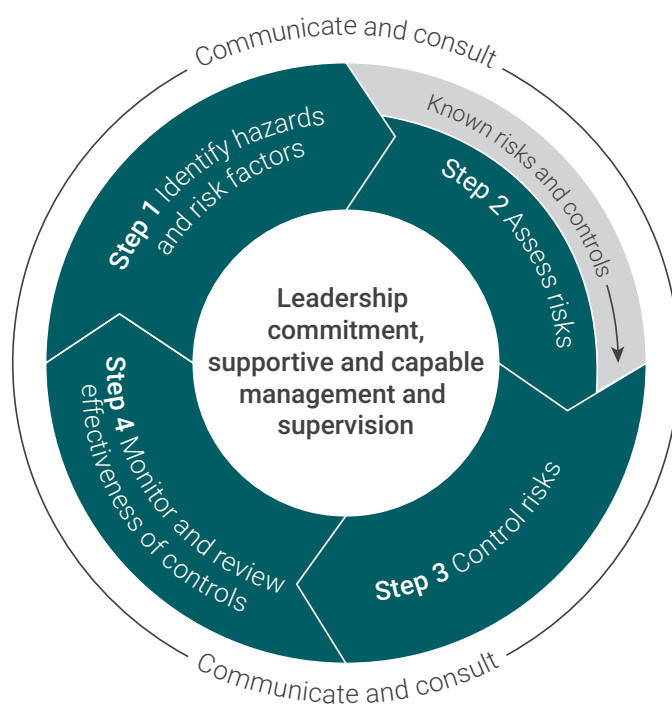 Communicate and consult
Step 1 Identify hazards
and risk factors
Known risks and controls
Step 2 Assess risks
Leadership
commitment,
supportive and capable
management and
supervision
Step 3 Control risks
Step 4 Monitor and review
effectiveness of controls
Communicate and consult